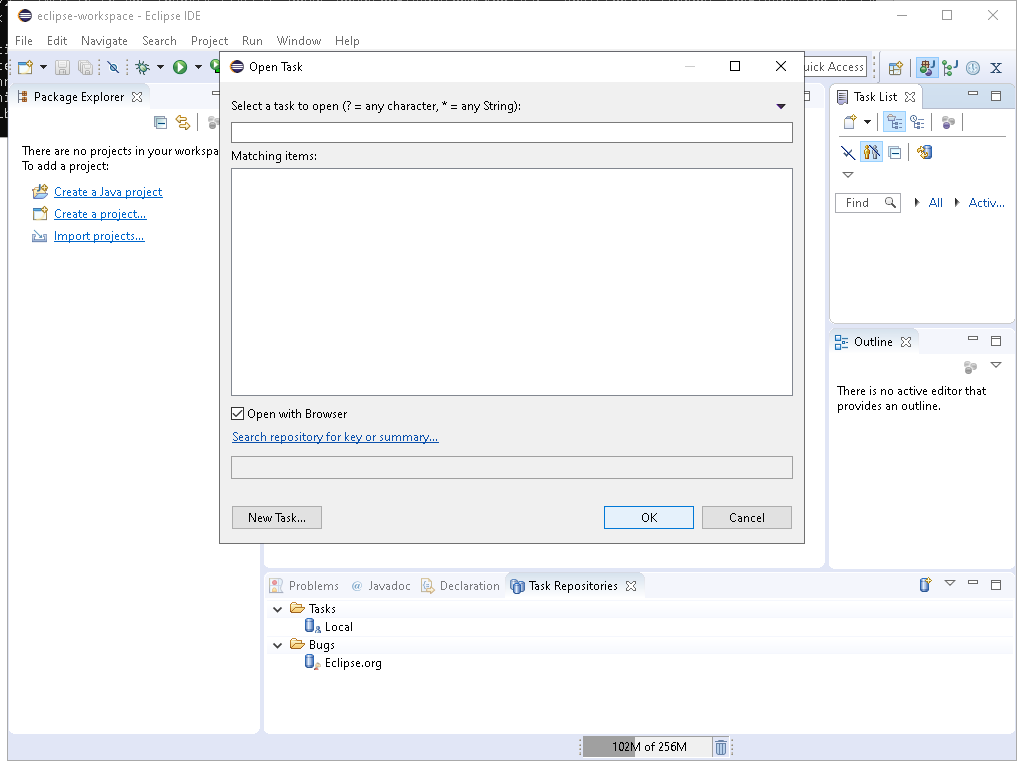 eclipse-workspace - Eclipse IDE
File Edit Navigate Search Project Run Window Help
Open Task
uick Access
Package Explorer
Task List
Select a task to open (? = any character, * = any String):
Matching items:
There are no projects in your workspa
To add a project:
Create a Java project
Create a project...
Import projects...
Find
All
Activ...
Outline
There is no active editor that
provides an outline.
Open with Browser
Search repository for key or summary...
New Task...
OK
Cancel
Problems @ Javadoc Declaration Task Repositories
Tasks
Local
Bugs
Eclipse.org
102M of 256M